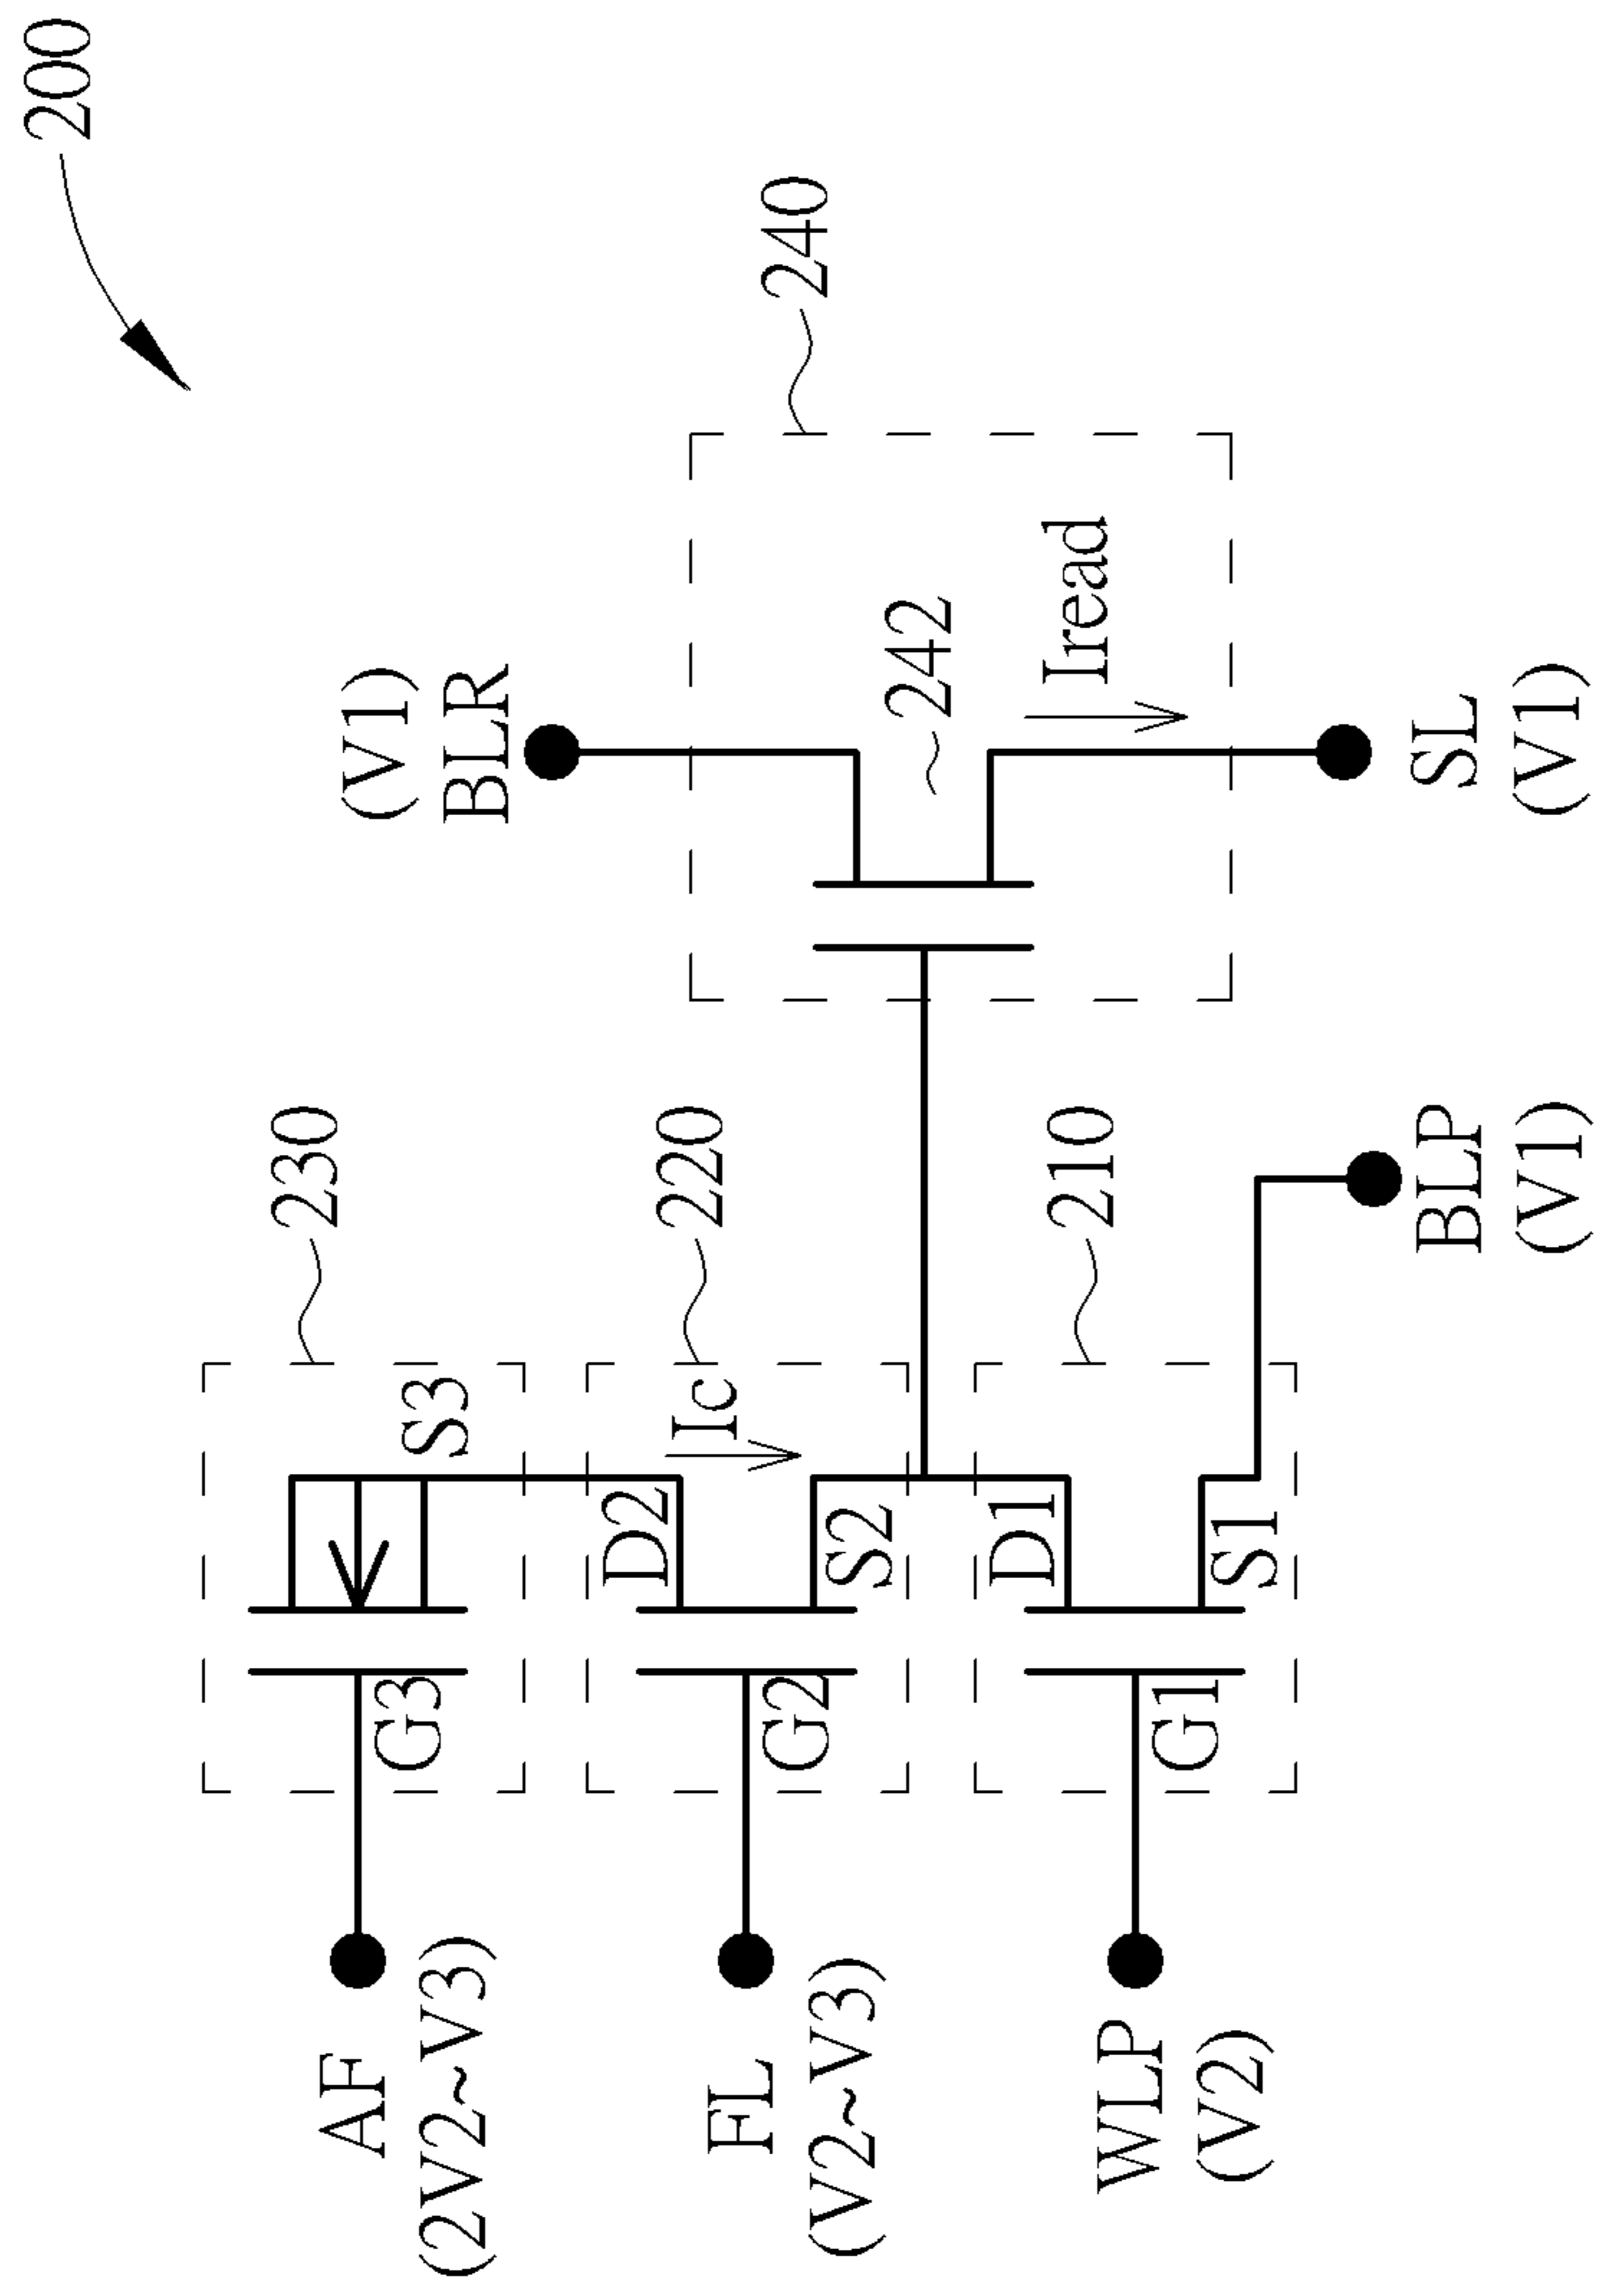 200
240
(V1)
BLR
242
Iread
SL
(V1)
230
220
210
BLP
(V1)
S3
Ic
D2
S2
D1
S1
G3
G2
G1
AF
(2V2~V3)
FL
(V2~V3)
WLP
(V2)